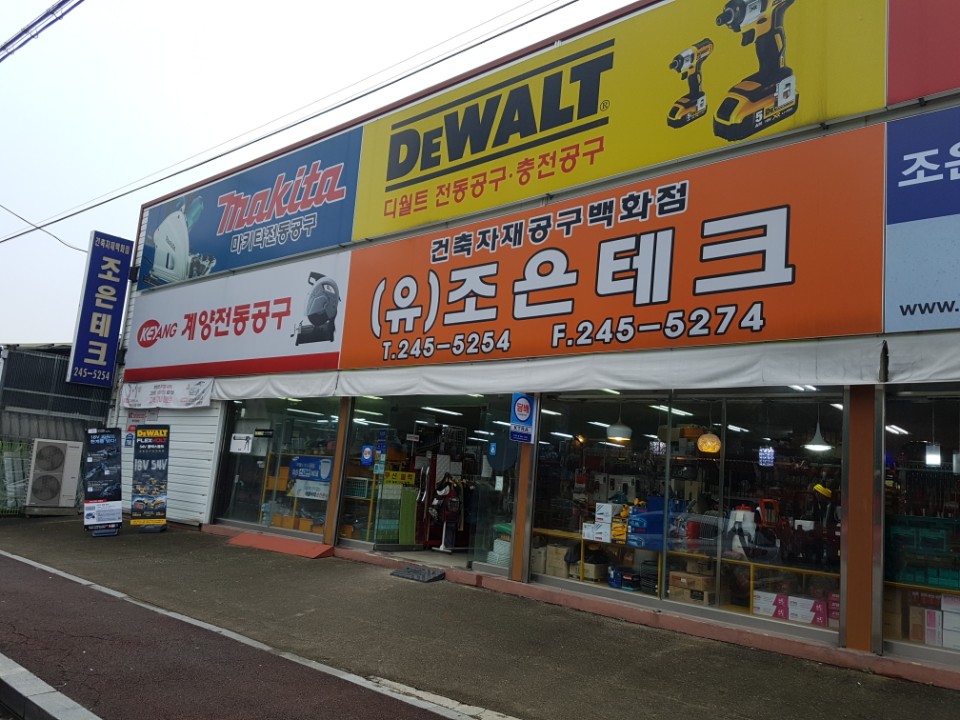 Makita
마키타전동공구
DEWALT®
디월트 전동공구·충전공구
KEYANG 계양전동공구
건축자재공구백화점
(유)조은테크
T.245-5254 F.245-5274
조은
www.
건축자재백화점
조은테크
245-5254
담배
DEWALT
FLEXVOLT
18V 54V